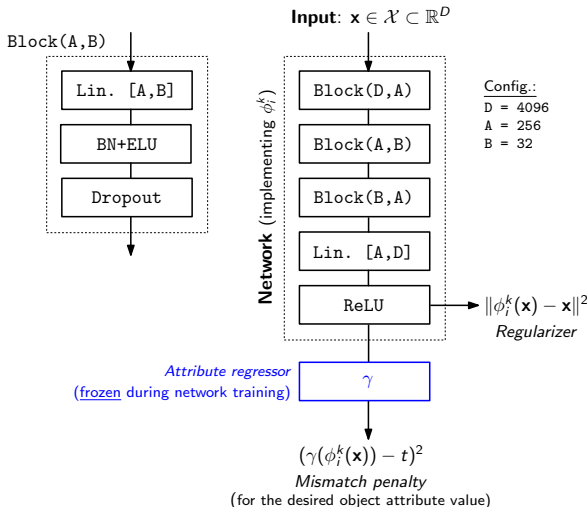 Input: x ∈ 𝒳 ⊂ ℝ^D
Block(A,B)
Lin. [A,B]
BN+ELU
Dropout
Network (implementing ϕ_i^k)
Block(D,A)
Block(A,B)
Block(B,A)
Lin. [A,D]
ReLU
Config.:
D = 4096
A = 256
B = 32
‖ϕ_i^k(x) − x‖²
Regularizer
Attribute regressor
(frozen during network training)
γ
(γ(ϕ_i^k(x)) − t)²
Mismatch penalty
(for the desired object attribute value)